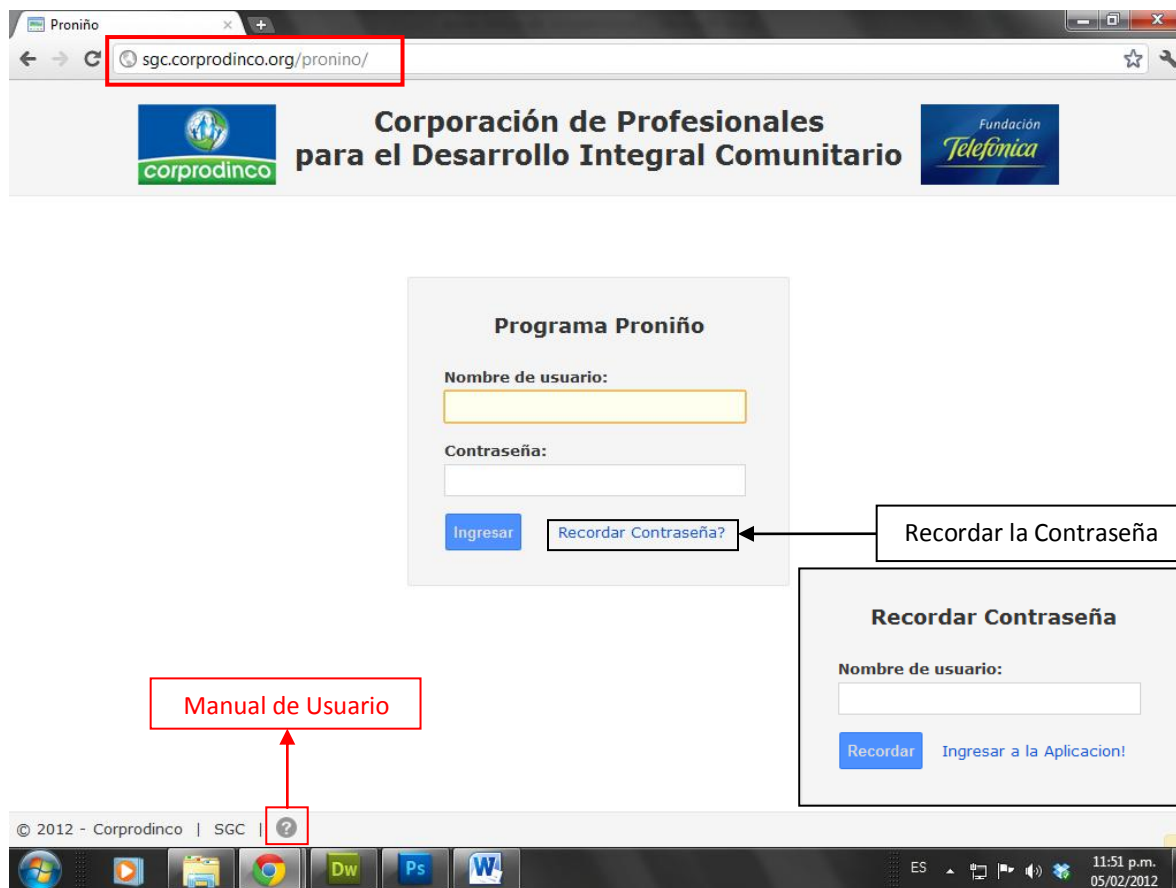 Proniño
sgc.corprodinco.org/pronino/
corprodinco
Corporación de Profesionales
para el Desarrollo Integral Comunitario
Fundación
Telefónica
Programa Proniño
Nombre de usuario:
Contraseña:
Ingresar
Recordar Contraseña?
Recordar la Contraseña
Recordar Contraseña
Nombre de usuario:
Recordar
Ingresar a la Aplicacion!
Manual de Usuario
© 2012 - Corprodinco | SGC | ?
Dw
Ps
W
ES
11:51 p.m.
05/02/2012